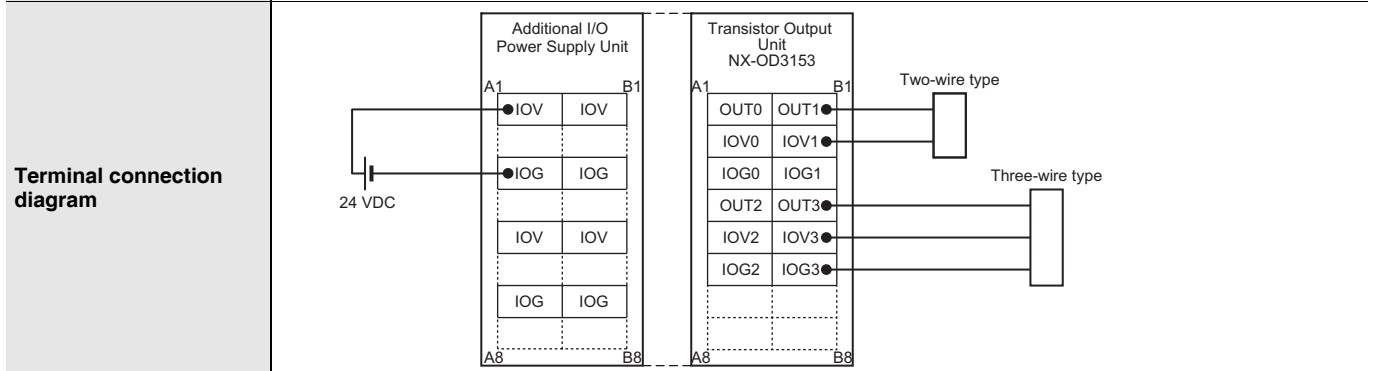 Terminal connection
diagram
24 VDC
Additional I/O
Power Supply Unit
A1 B1
IOV IOV
IOG IOG
IOV IOV
IOG IOG
A8 B8
Transistor Output
Unit
NX-OD3153
A1 B1
OUT0 OUT1
IOV0 IOV1
IOG0 IOG1
OUT2 OUT3
IOV2 IOV3
IOG2 IOG3
A8 B8
Two-wire type
Three-wire type